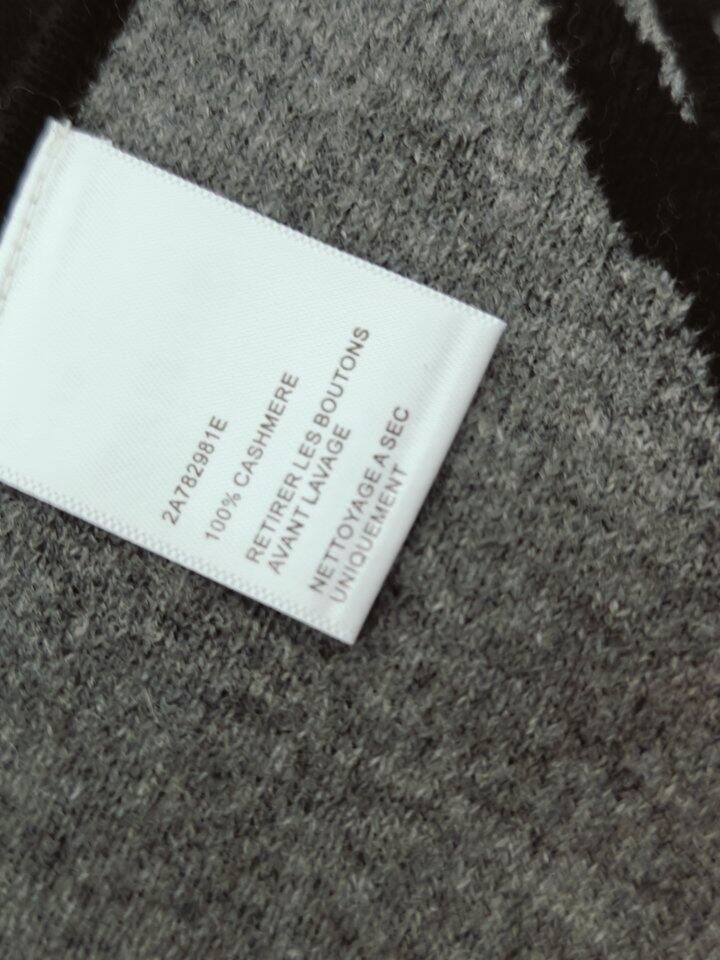 2A782981E
100% CASHMERE
RETIRER LES BOUTONS
AVANT LAVAGE
NETTOYAGE A SEC
UNIQUEMENT